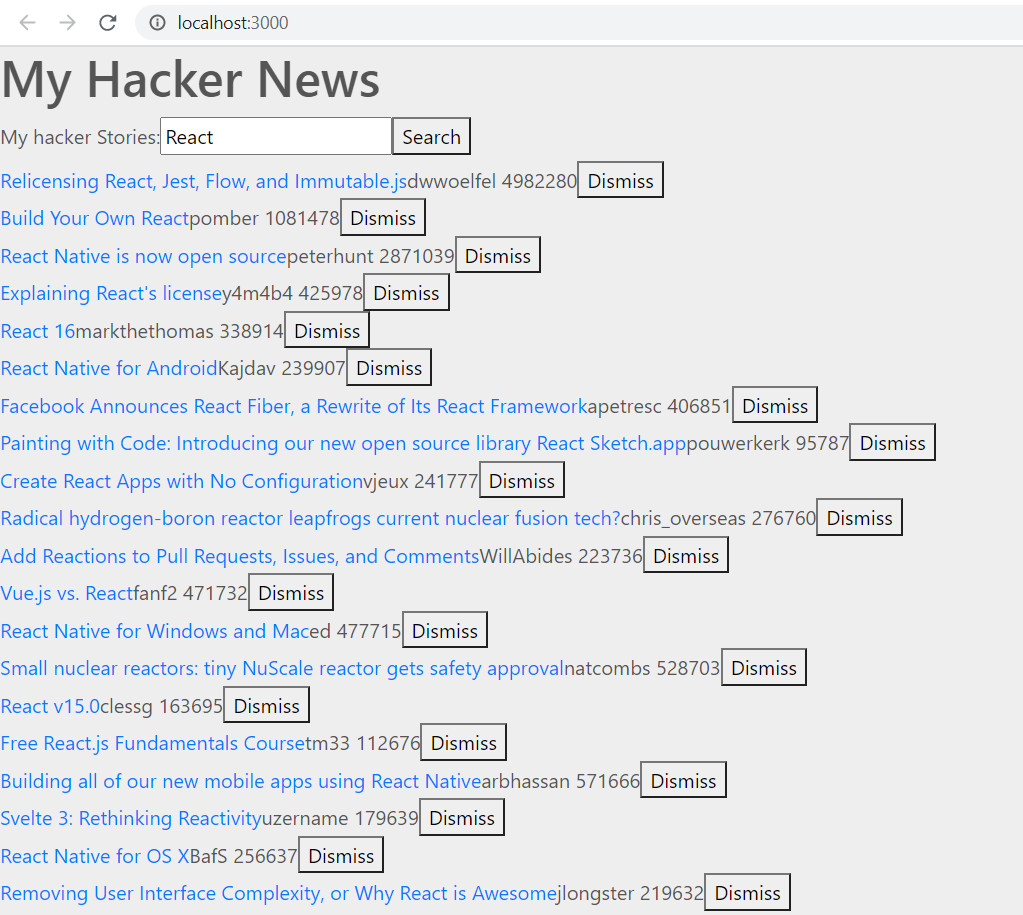 localhost:3000
My Hacker News
My hacker Stories:React Search
Relicensing React, Jest, Flow, and Immutable.jsdwwoelfel 4982280 Dismiss
Build Your Own Reactpomber 1081478 Dismiss
React Native is now open sourcepeterhunt 2871039 Dismiss
Explaining React's licensey4m4b4 425978 Dismiss
React 16markthethomas 338914 Dismiss
React Native for AndroidKajdav 239907 Dismiss
Facebook Announces React Fiber, a Rewrite of Its React Frameworkapetresc 406851 Dismiss
Painting with Code: Introducing our new open source library React Sketch.apppouwerkerk 95787 Dismiss
Create React Apps with No Configurationvjeux 241777 Dismiss
Radical hydrogen-boron reactor leapfrogs current nuclear fusion tech?chris_overseas 276760 Dismiss
Add Reactions to Pull Requests, Issues, and CommentsWillAbides 223736 Dismiss
Vue.js vs. Reactfanf2 471732 Dismiss
React Native for Windows and Maced 477715 Dismiss
Small nuclear reactors: tiny NuScale reactor gets safety approvalnatcombs 528703 Dismiss
React v15.0clessg 163695 Dismiss
Free React.js Fundamentals Coursetm33 112676 Dismiss
Building all of our new mobile apps using React Nativearbhassan 571666 Dismiss
Svelte 3: Rethinking Reactivityuzername 179639 Dismiss
React Native for OS XBafS 256637 Dismiss
Removing User Interface Complexity, or Why React is Awesomejlongster 219632 Dismiss